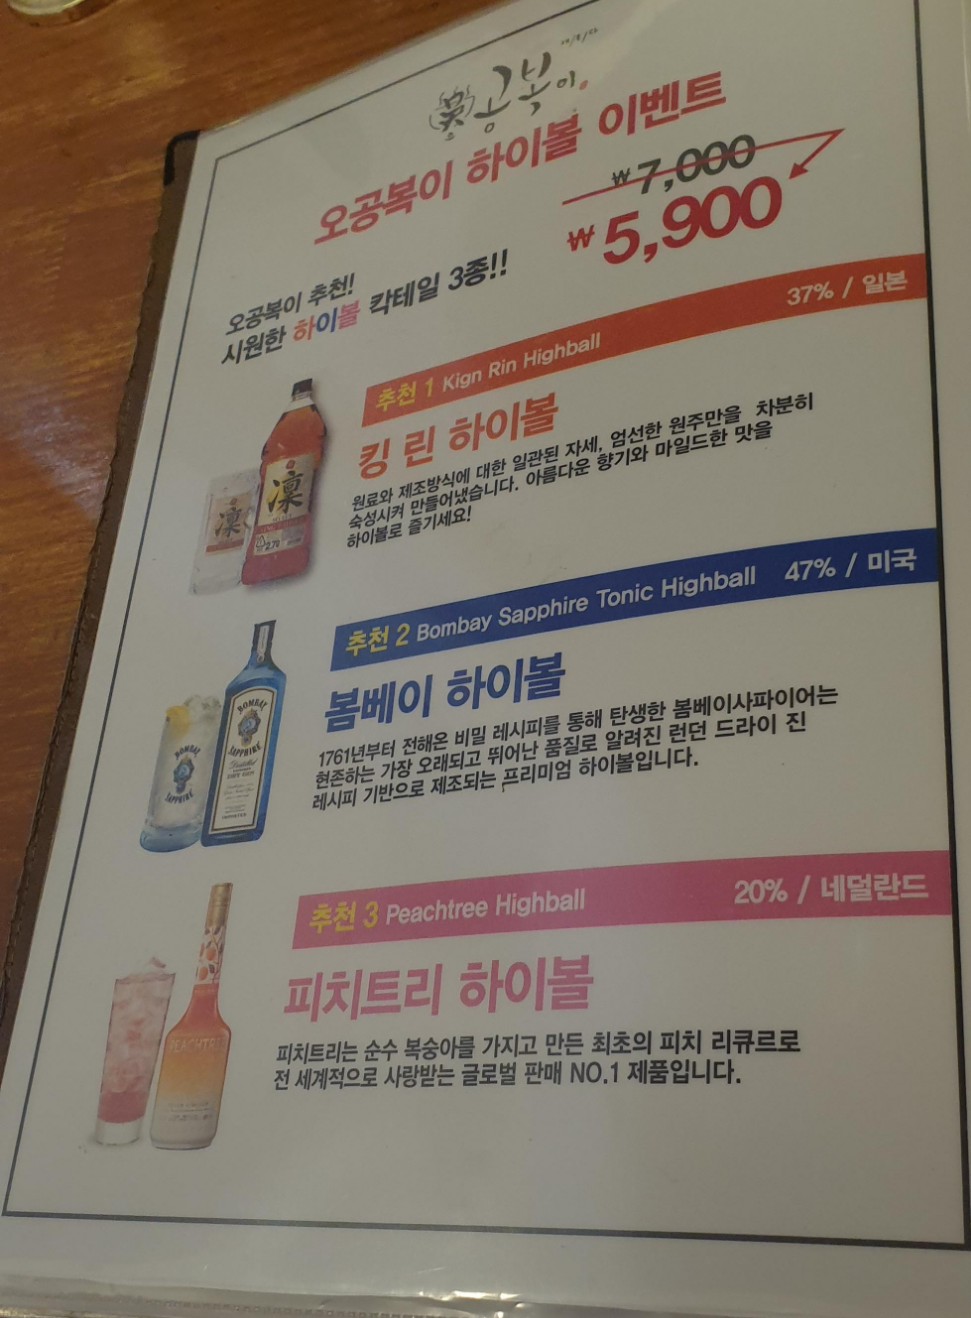 공복이
오공복이 하이볼 이벤트
₩7,000
₩5,900
오공복이 추천!
시원한 하이볼 칵테일 3종!!
추천 1 Kign Rin Highball
37% / 일본
킹 린 하이볼
원료와 제조방식에 대한 일관된 자세, 엄선한 원주만을 차분히
숙성시켜 만들어냈습니다. 아름다운 향기와 마일드한 맛을
하이볼로 즐기세요!
凜
凜
2.7
추천 2 Bombay Sapphire Tonic Highball
47% / 미국
봄베이 하이볼
1761년부터 전해온 비밀 레시피를 통해 탄생한 봄베이사파이어는
현존하는 가장 오래되고 뛰어난 품질로 알려진 런던 드라이 진
레시피 기반으로 제조되는 프리미엄 하이볼입니다.
BOMBAY
SAPPHIRE
BOMBAY
SAPPHIRE
추천 3 Peachtree Highball
20% / 네덜란드
피치트리 하이볼
피치트리는 순수 복숭아를 가지고 만든 최초의 피치 리큐르로
전 세계적으로 사랑받는 글로벌 판매 NO.1 제품입니다.
PEACHTREE